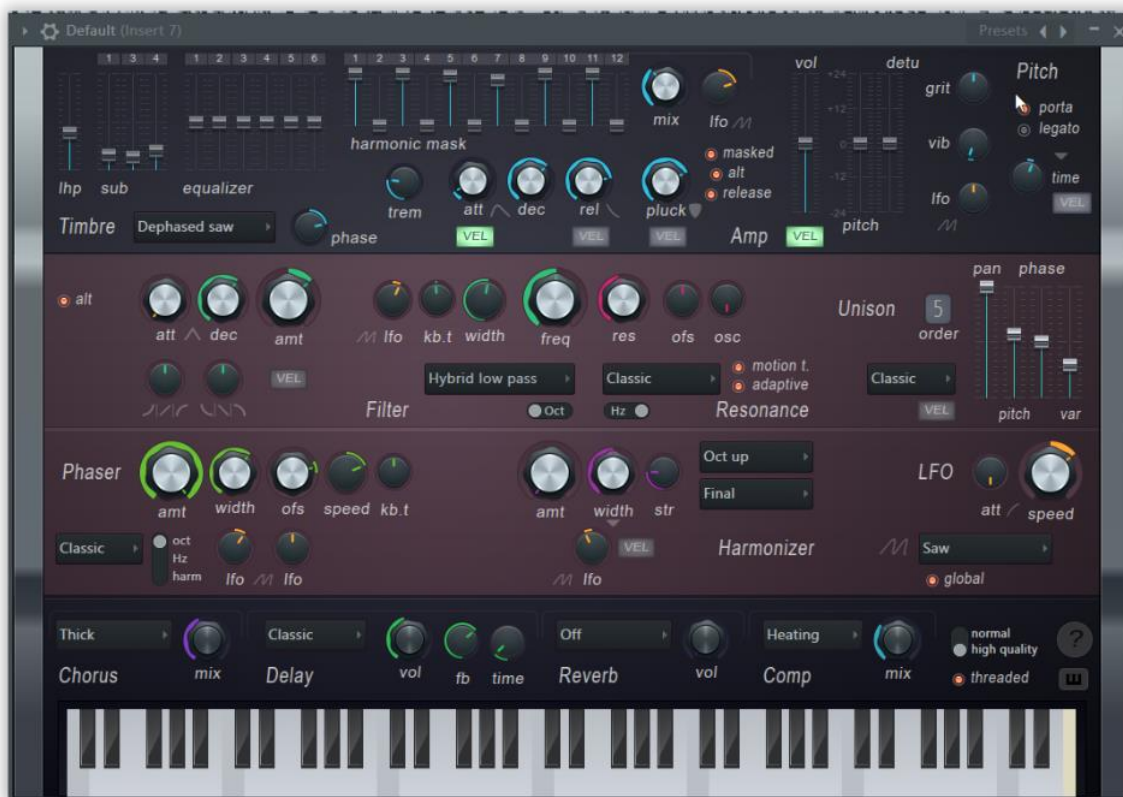 Default (Insert 7) Presets
1 3 4 1 2 3 4 5 6 1 2 3 4 5 6 7 8 9 10 11 12
vol detu Pitch
+24
grit
porta
+12
mix lfo
legato
harmonic mask
0
vib
masked
alt
time
-12
release
lhp sub equalizer
trem att dec rel pluck
VEL
lfo
-24
Timbre Dephased saw phase
VEL VEL VEL Amp VEL pitch
pan phase
alt
Unison 5
order
att dec amt lfo kb.t width freq res ofs osc
motion t.
VEL Hybrid low pass Classic adaptive Classic
Filter Oct Hz Resonance VEL pitch var
Phaser Oct up LFO
amt width ofs speed kb.t amt width str Final att speed
Classic oct
Hz
harm
lfo lfo lfo VEL Harmonizer Saw
global
Thick Classic Off Heating normal
high quality
?
Chorus mix Delay vol fb time Reverb vol Comp mix threaded